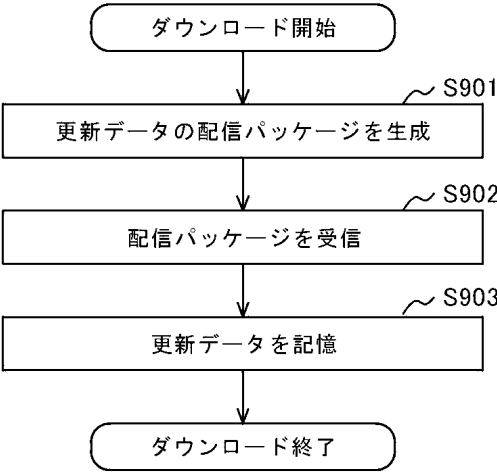 ダウンロード開始
S901
更新データの配信パッケージを生成
S902
配信パッケージを受信
S903
更新データを記憶
ダウンロード終了